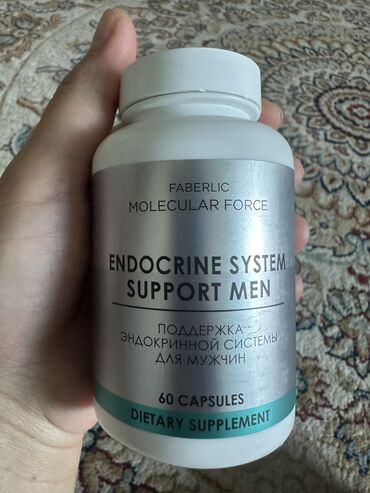 FABERLIC
MOLECULAR FORCE
ENDOCRINE SYSTEM
SUPPORT MEN
ПОДДЕРЖКА
ЭНДОКРИННОЙ СИСТЕМЫ
ДЛЯ МУЖЧИН
60 CAPSULES
DIETARY SUPPLEMENT